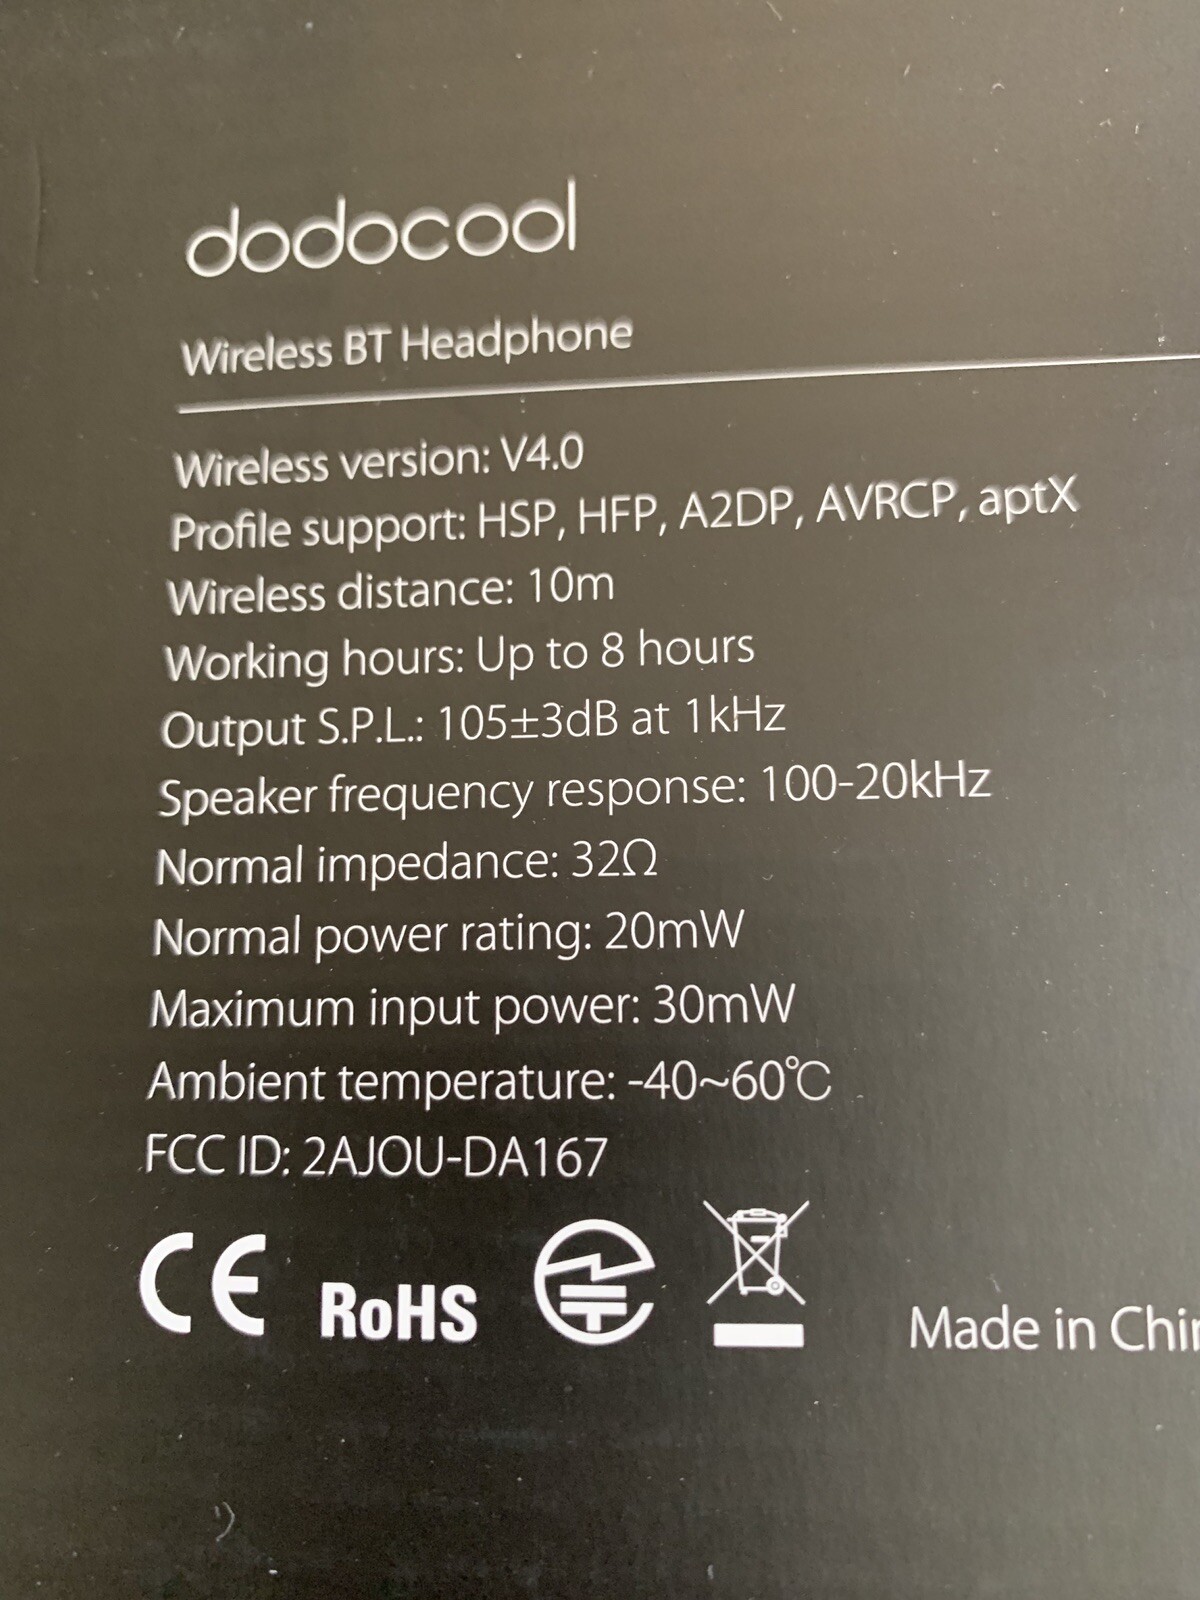 dodocool
Wireless BT Headphone
Wireless version: V4.0
Profile support: HSP, HFP, A2DP, AVRCP, aptX
Wireless distance: 10m
Working hours: Up to 8 hours
Output S.P.L.: 105±3dB at 1kHz
Speaker frequency response: 100-20kHz
Normal impedance: 32Ω
Normal power rating: 20mW
Maximum input power: 30mW
Ambient temperature: -40~60℃
FCC ID: 2AJOU-DA167
CE RoHS
Made in